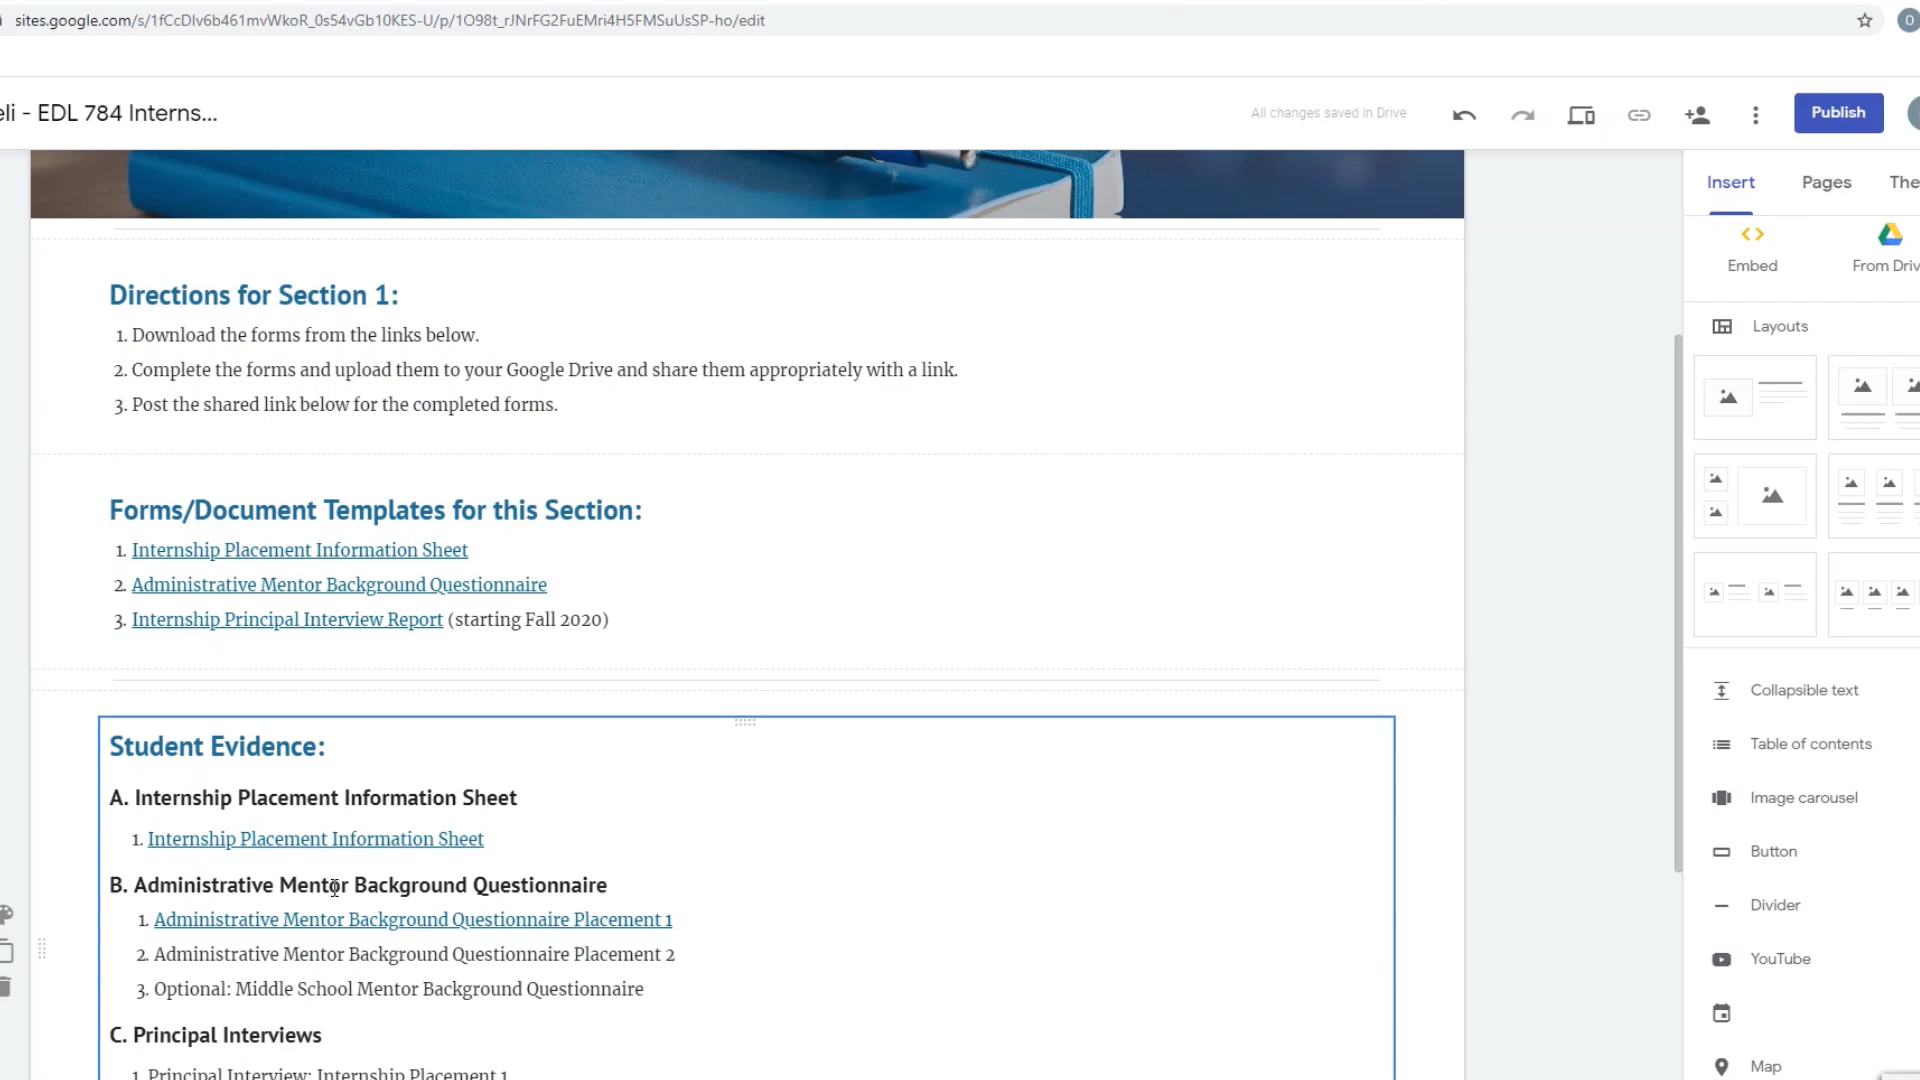 sites.google.com/s/1fCcDIv6b461mvWkoR_0s54vGb10KES-U/p/1O98t_rJNrFG2FuEMri4H5FMSuUsSP-ho/edit
eli - EDL 784 Interns...
All changes saved in Drive
Publish
Insert
Pages
The
Embed
From Driv
Directions for Section 1:
1. Download the forms from the links below.
2. Complete the forms and upload them to your Google Drive and share them appropriately with a link.
3. Post the shared link below for the completed forms.
Layouts
Forms/Document Templates for this Section:
1. Internship Placement Information Sheet
2. Administrative Mentor Background Questionnaire
3. Internship Principal Interview Report (starting Fall 2020)
Student Evidence:
A. Internship Placement Information Sheet
1. Internship Placement Information Sheet
B. Administrative Mentor Background Questionnaire
1. Administrative Mentor Background Questionnaire Placement 1
2. Administrative Mentor Background Questionnaire Placement 2
3. Optional: Middle School Mentor Background Questionnaire
C. Principal Interviews
1. Principal Interview: Internship Placement 1
Collapsible text
Table of contents
Image carousel
Button
Divider
YouTube
Map